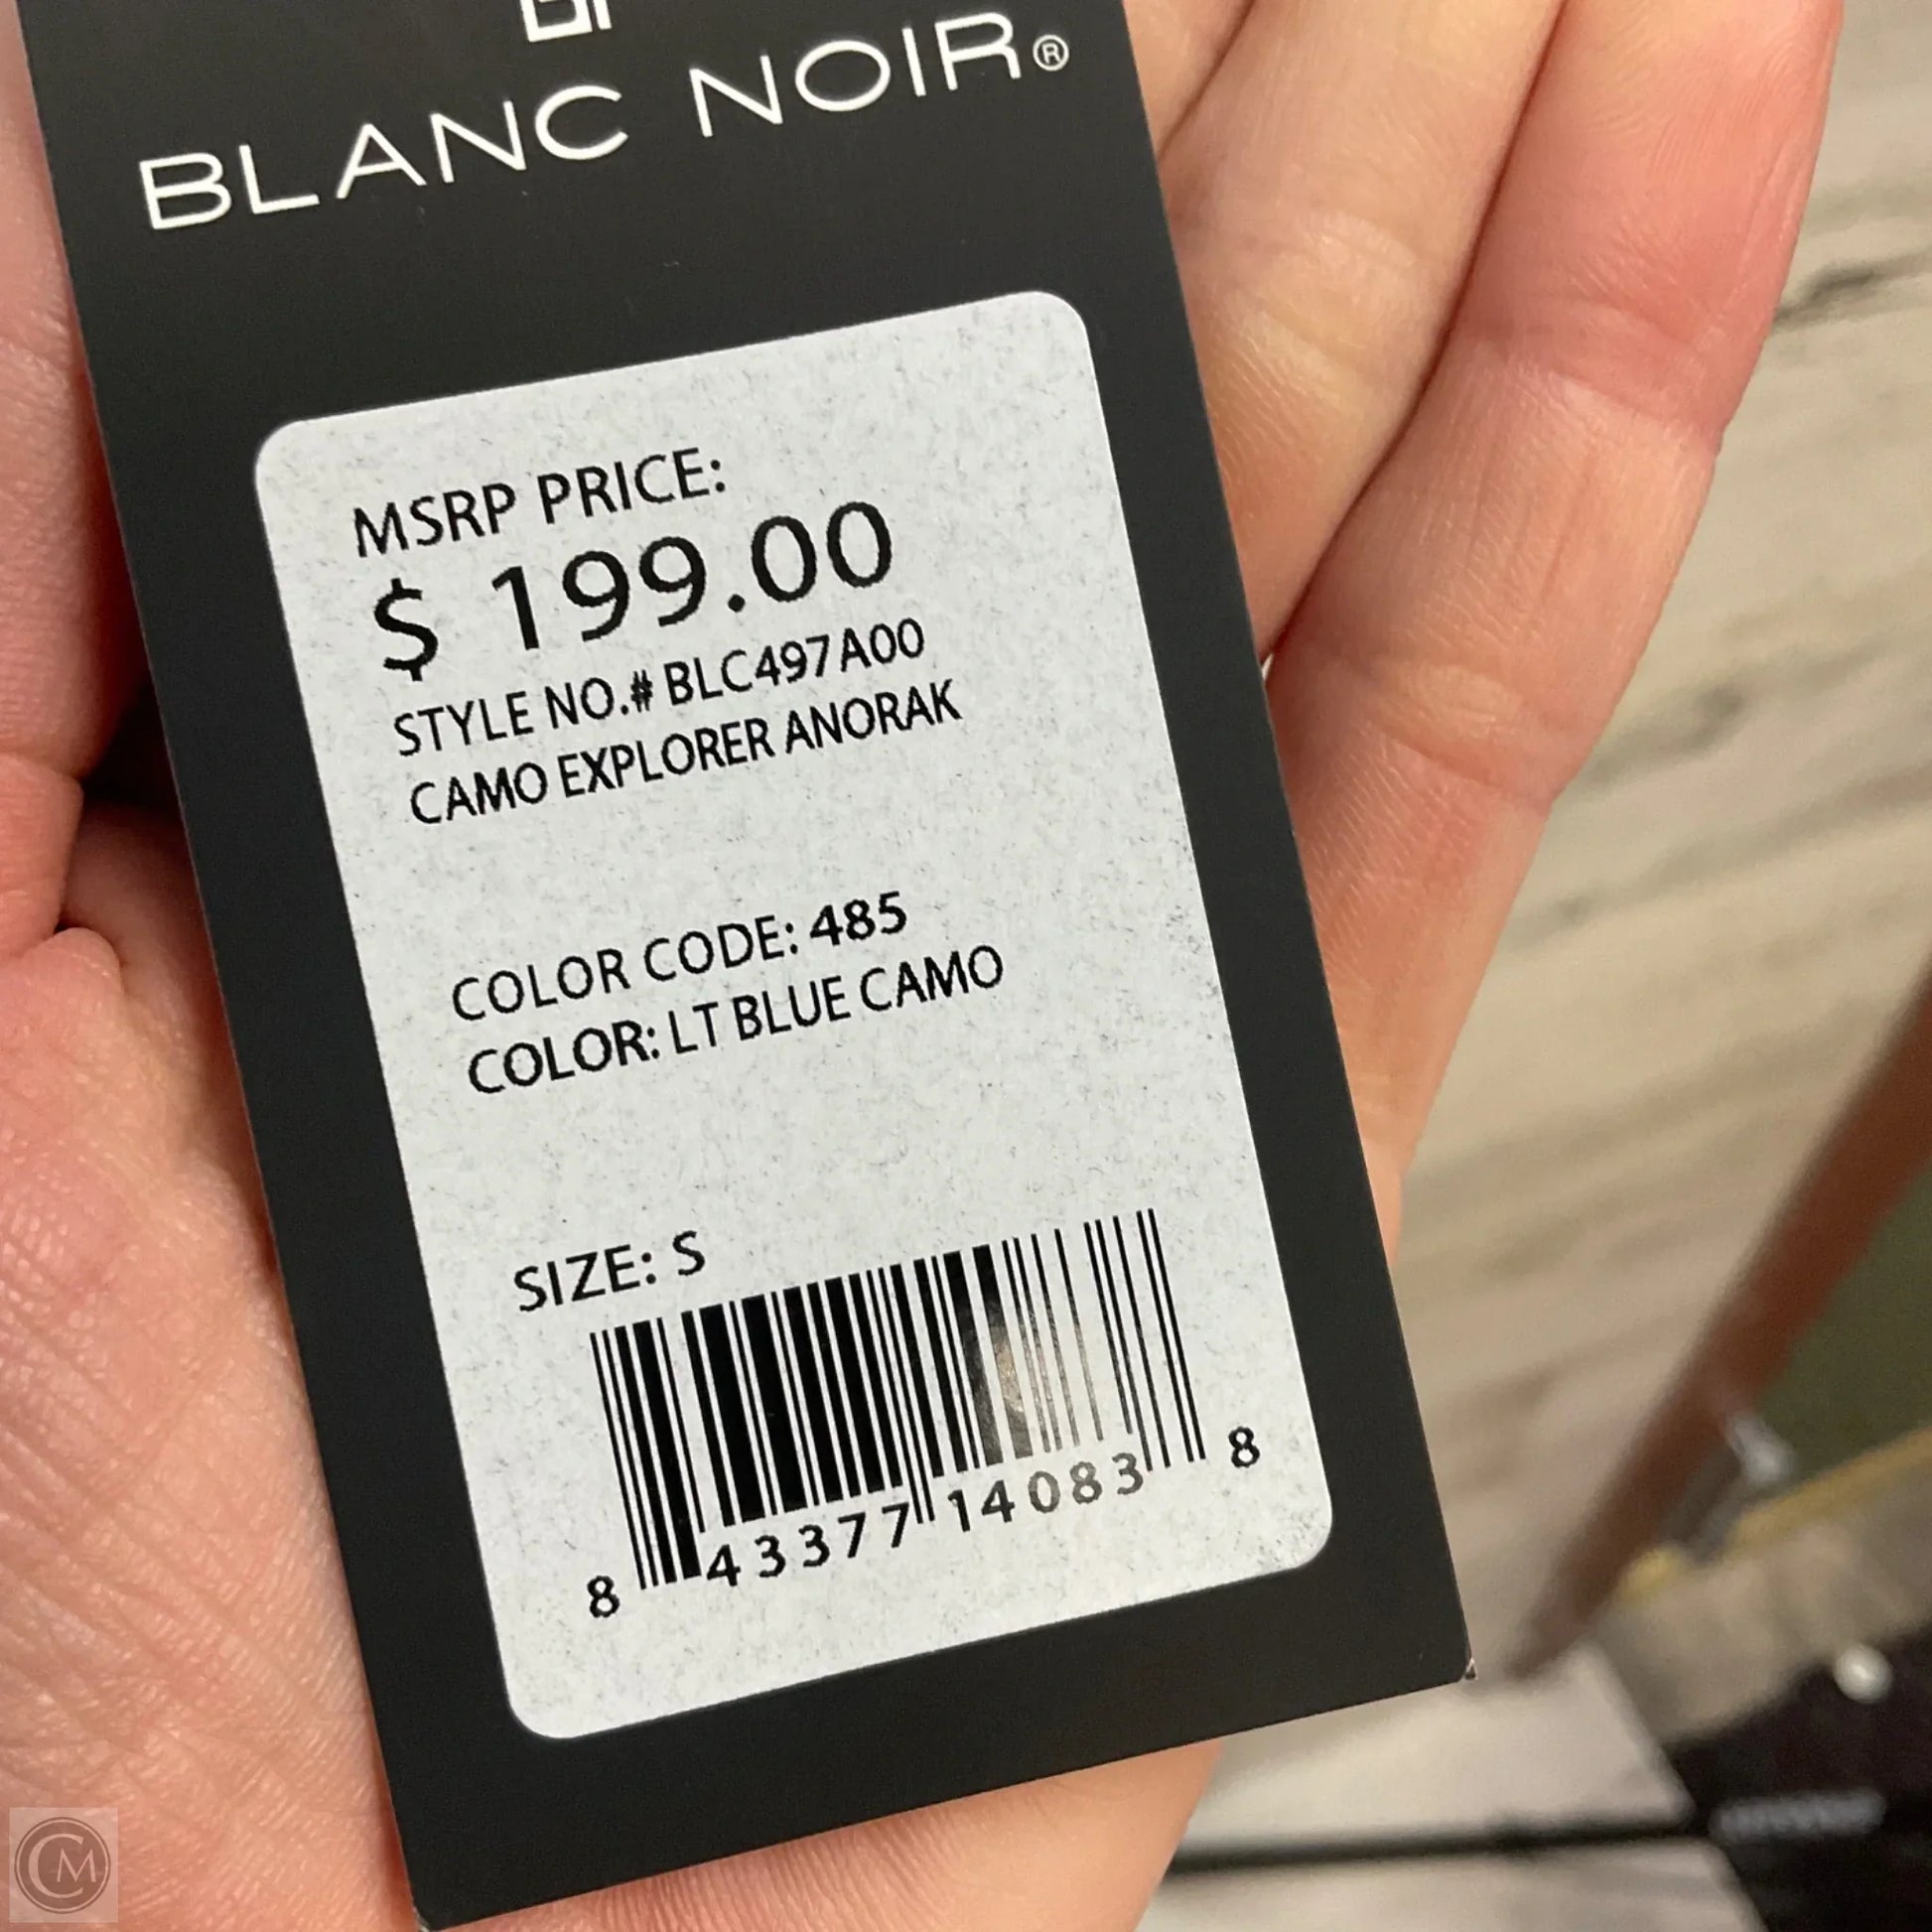 BLANC NOIR®
MSRP PRICE:
$ 199.00
STYLE NO.# BLC497A00
CAMO EXPLORER ANORAK
COLOR CODE: 485
COLOR: LT BLUE CAMO
SIZE: S
8 43377 14083 8
CM